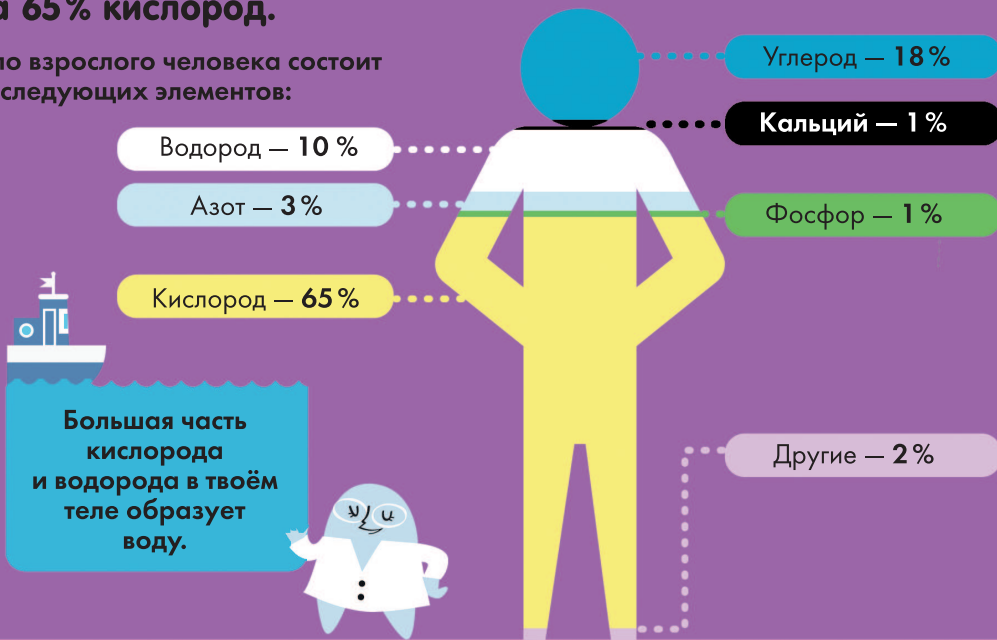 а 65% кислород.
ло взрослого человека состоит
следующих элементов:
Углерод — 18%
Кальций — 1%
Водород — 10 %
Азот — 3%
Фосфор — 1%
Кислород — 65%
Большая часть
кислорода
и водорода в твоём
теле образует
воду.
Другие — 2%